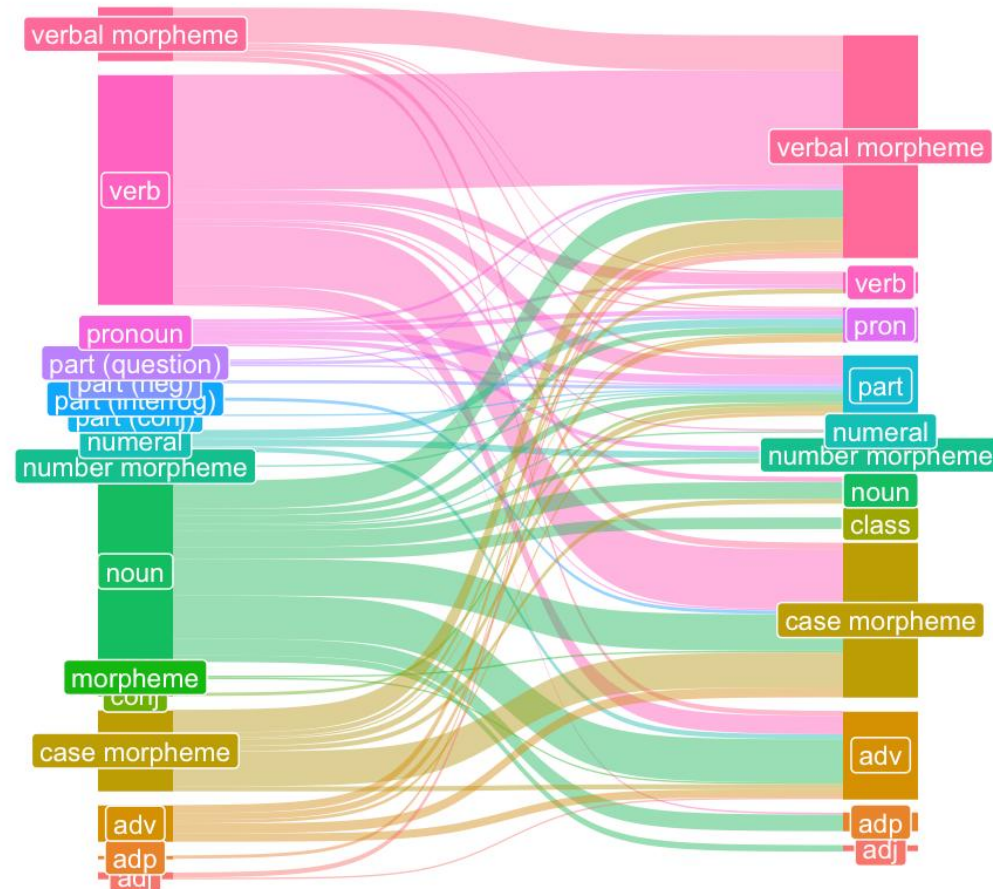 verbal morpheme
verb
pronoun
part (question)
part (neg)
part (interrog)
part (conj)
numeral
number morpheme
noun
morpheme
conj
case morpheme
adv
adp
adj
verbal morpheme
verb
pron
part
numeral
number morpheme
noun
class
case morpheme
adv
adp
adj